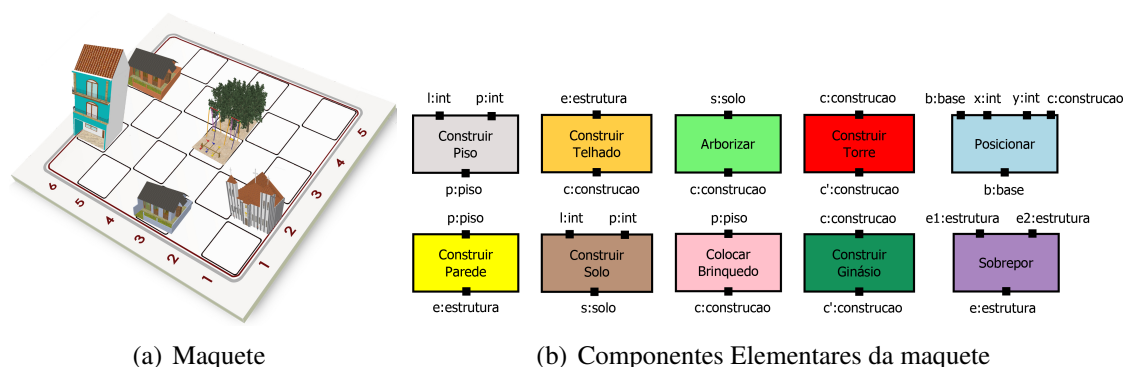 6
5
4
3
2
1
1
2
3
4
5
l:int p:int
Construir
Piso
p:piso
e:estrutura
Construir
Telhado
c:construcao
s:solo
Arborizar
c:construcao
c:construcao
Construir
Torre
c':construcao
b:base x:int y:int c:construcao
Posicionar
b:base
p:piso
Construir
Parede
e:estrutura
l:int p:int
Construir
Solo
s:solo
p:piso
Colocar
Brinquedo
c:construcao
c:construcao
Construir
Ginásio
c':construcao
e1:estrutura e2:estrutura
Sobrepor
e:estrutura
(a) Maquete
(b) Componentes Elementares da maquete